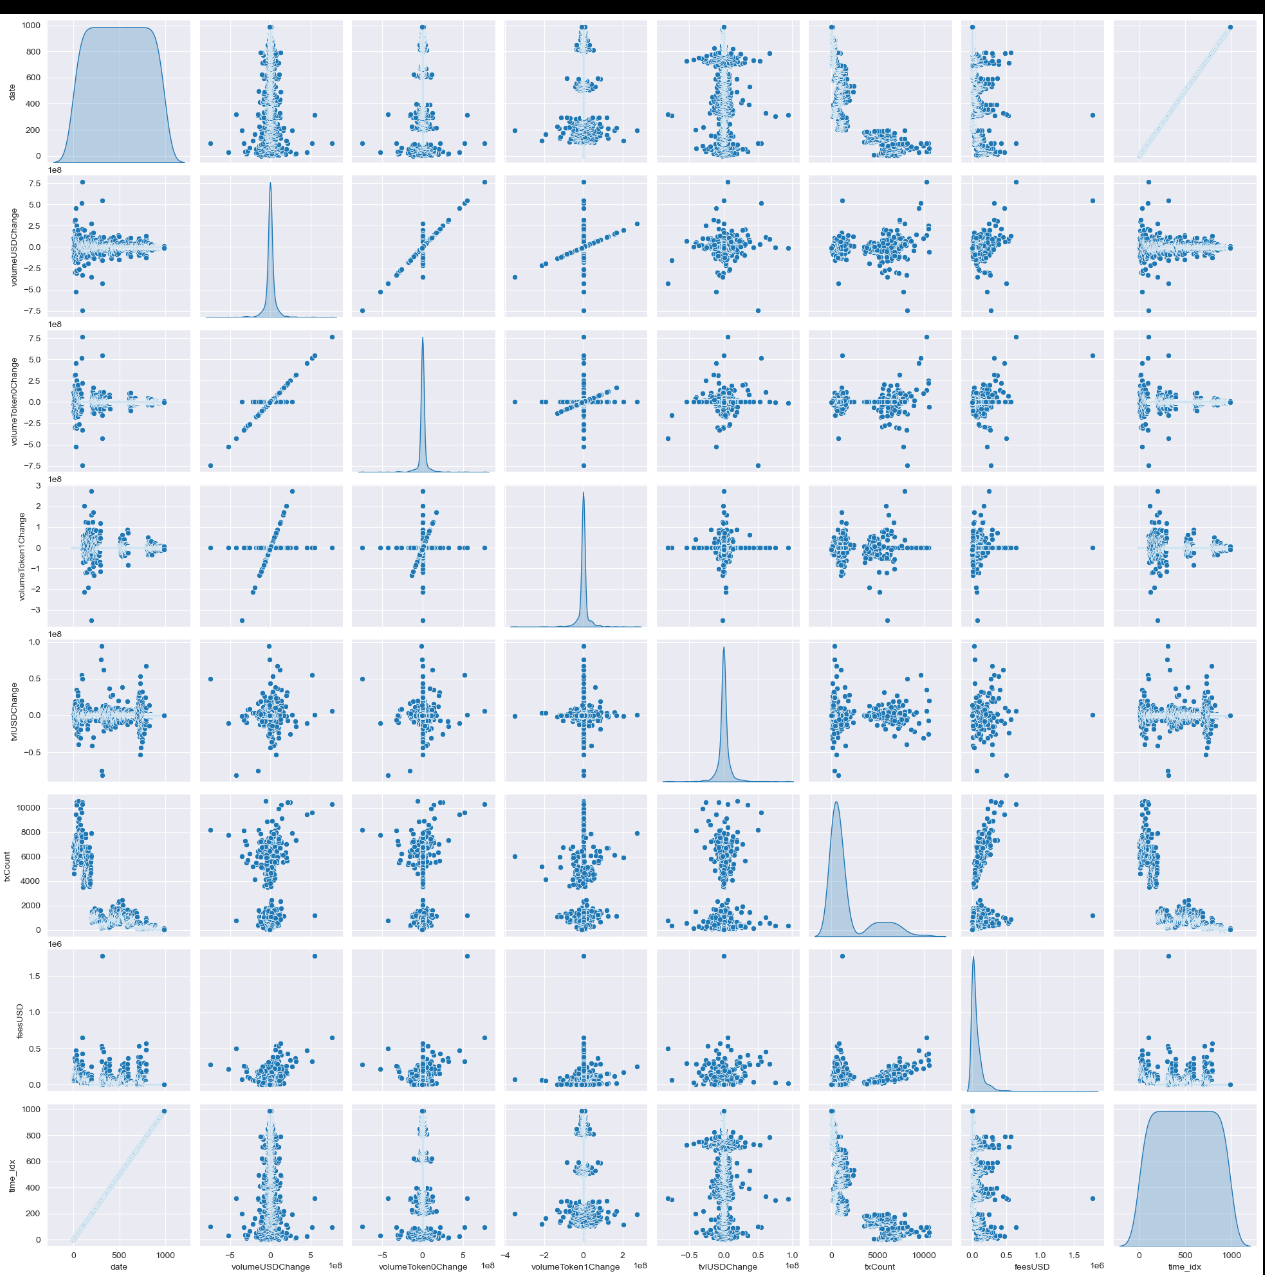 1000
800
600
400
200
0
date
1e8
7.5
5.0
2.5
0.0
−2.5
−5.0
−7.5
volumeUSDChange
1e8
7.5
5.0
2.5
0.0
−2.5
−5.0
−7.5
volumeToken0Change
1e8
3
2
1
0
−1
−2
−3
volumeToken1Change
1e8
1.0
0.5
0.0
−0.5
tvlUSDChange
10000
8000
6000
4000
2000
0
txCount
1e6
1.5
1.0
0.5
0.0
feesUSD
1000
800
600
400
200
0
time_idx
0 500 1000
date
−5 0 5
1e8
volumeUSDChange
−5 0 5
1e8
volumeToken0Change
−4 −2 0 2
1e8
volumeToken1Change
−0.5 0.0 0.5 1.0
1e8
tvlUSDChange
0 5000 10000
txCount
0.0 0.5 1.0 1.5
1e6
feesUSD
0 500 1000
time_idx